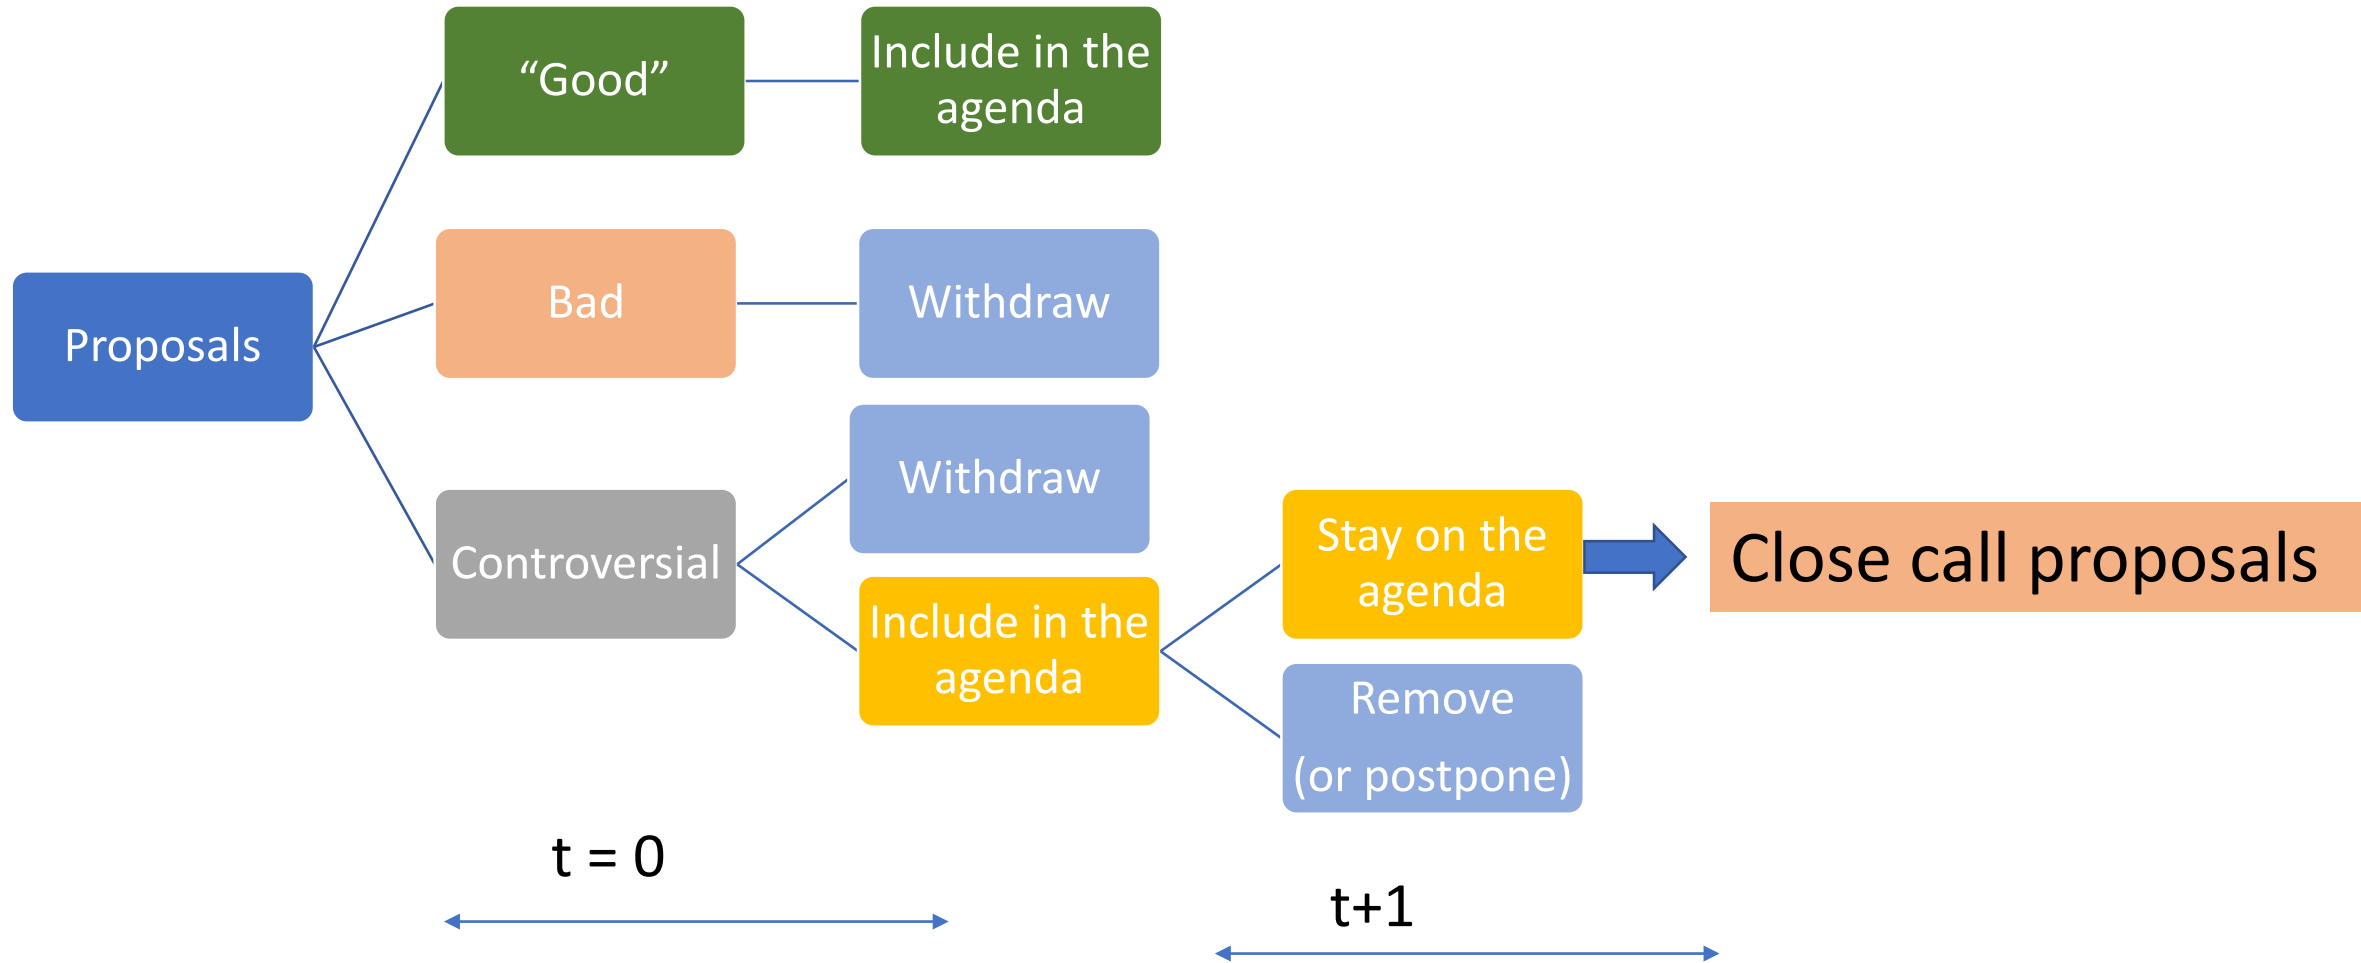 “Good”
Include in the
agenda
Proposals
Bad
Withdraw
Withdraw
Controversial
Include in the
agenda
Stay on the
agenda
Remove
(or postpone)
Close call proposals
t = 0
t+1